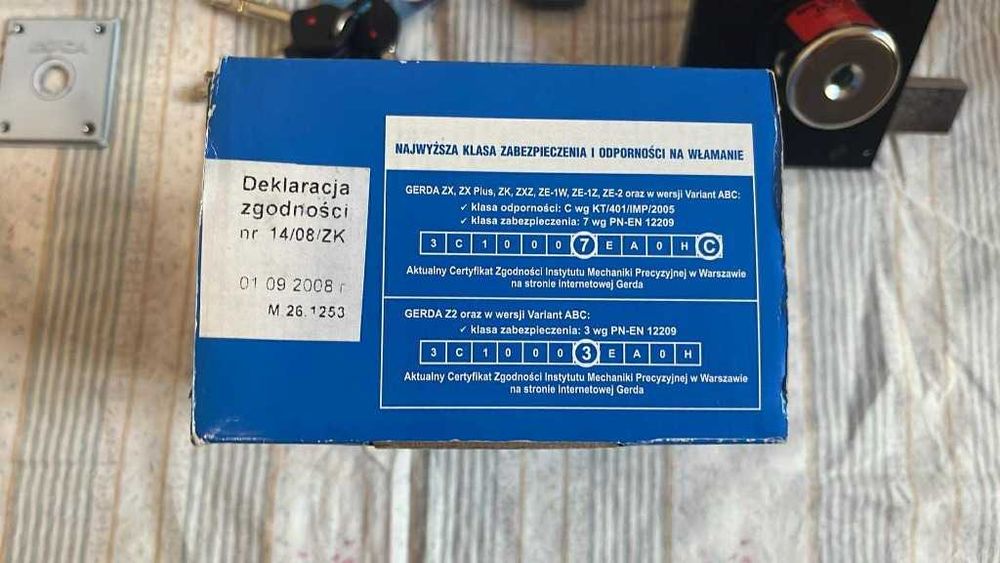 Deklaracja
zgodności
nr 14/08/ZK
01 09 2008 r
M.26.1253
NAJWYŻSZA KLASA ZABEZPIECZENIA I ODPORNOŚCI NA WŁAMANIE
GERDA ZX, ZX Plus, ZK, ZXZ, ZE-1W, ZE-1Z, ZE-2 oraz w wersji Variant ABC:
✓ klasa odporności: C wg KT/401/IMP/2005
✓ klasa zabezpieczenia: 7 wg PN-EN 12209
3 C 1 0 0 0 7 E A 0 H C
Aktualny Certyfikat Zgodności Instytutu Mechaniki Precyzyjnej w Warszawie
na stronie internetowej Gerda
GERDA Z2 oraz w wersji Variant ABC:
✓ klasa zabezpieczenia: 3 wg PN-EN 12209
3 C 1 0 0 0 3 E A 0 H
Aktualny Certyfikat Zgodności Instytutu Mechaniki Precyzyjnej w Warszawie
na stronie internetowej Gerda